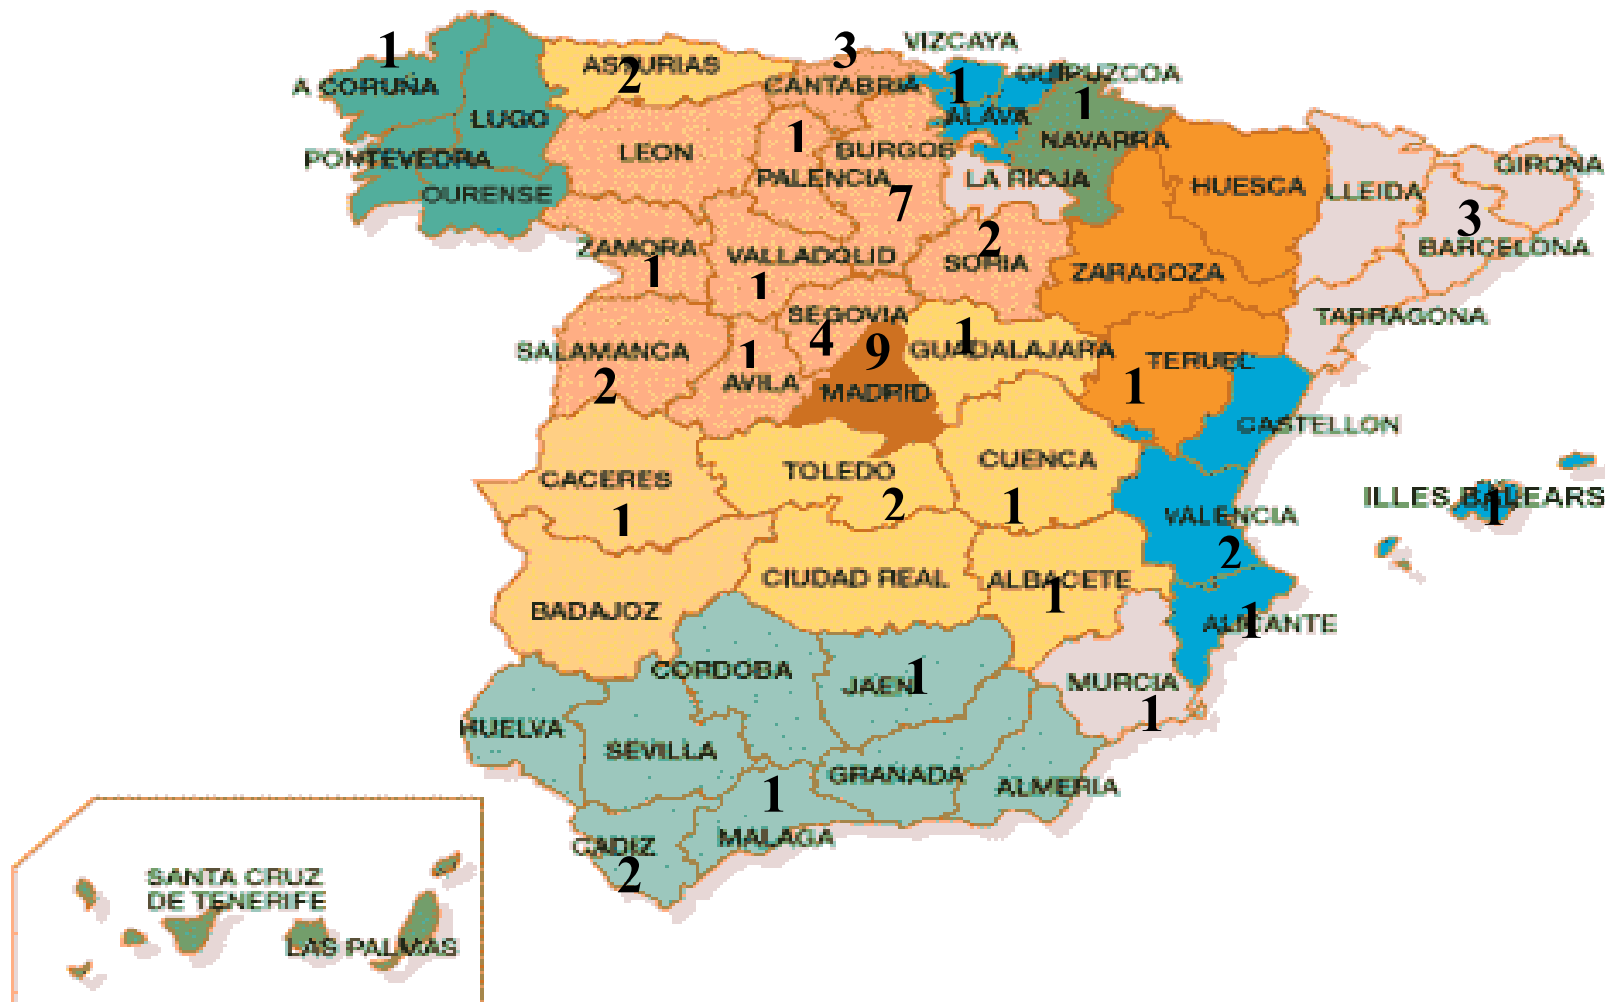 VIZCAYA
1
3
ASTURIAS
2
CANTABRIA
1
GUIPUZCOA
A CORUÑA
1
LUGO
ALAVA
NAVARRA
1
LEON
BURGOS
PONTEVEDRA
PALENCIA
LA RIOJA
HUESCA
LLEIDA
GIRONA
OURENSE
7
3
ZAMORA
VALLADOLID
2
SORIA
BARCELONA
1
1
ZARAGOZA
SEGOVIA
TARRAGONA
SALAMANCA
1
4
9
1
GUADALAJARA
TERUEL
2
AVILA
MADRID
1
CASTELLON
CACERES
TOLEDO
CUENCA
ILLES BALEARS
1
1
2
1
VALENCIA
2
CIUDAD REAL
ALBACETE
1
BADAJOZ
ALICANTE
1
CORDOBA
JAEN
1
MURCIA
1
HUELVA
SEVILLA
GRANADA
ALMERIA
1
MALAGA
CADIZ
2
SANTA CRUZ
DE TENERIFE
LAS PALMAS